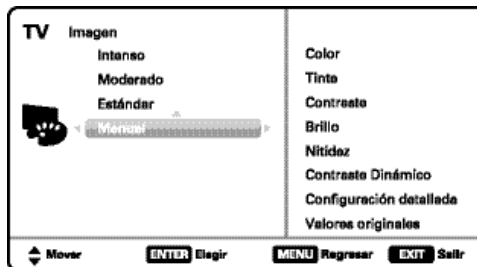 TV Imagen
Intenso
Moderado
Estándar
Manual
Color
Tinte
Contraste
Brillo
Nitidez
Contraste Dinámico
Configuración detallada
Valores originales
Mover ENTER Elegir MENU Regresar EXIT Salir